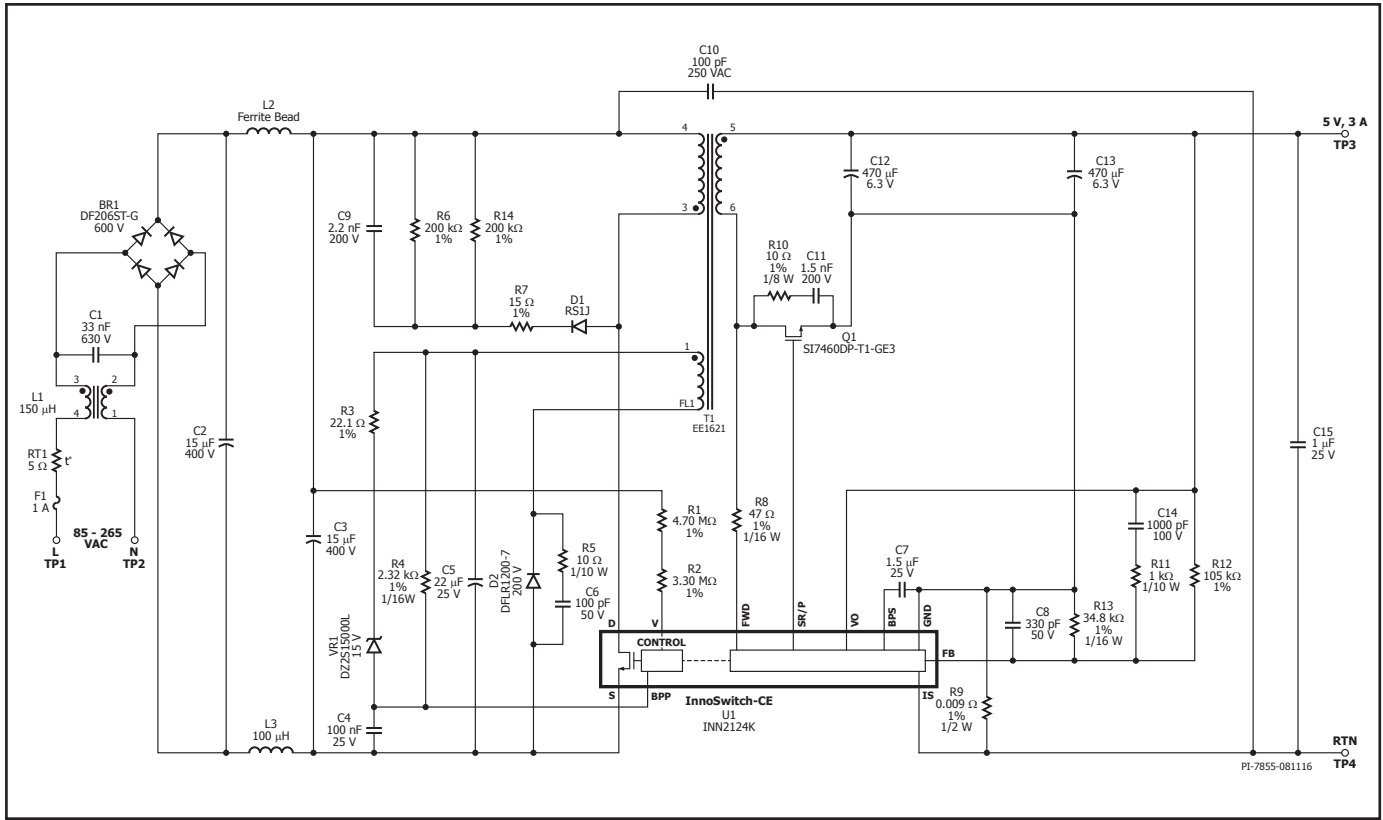 C10
100 pF
250 VAC
L2
Ferrite Bead
4
5
5 V, 3 A
TP3
C12
470 µF
6.3 V
C13
470 µF
6.3 V
BR1
DF206ST-G
600 V
C9
2.2 nF
200 V
R6
200 kΩ
1%
R14
200 kΩ
1%
3
6
R10
10 Ω
1%
1/8 W
C11
1.5 nF
200 V
R7
15 Ω
1%
D1
RS1J
C1
33 nF
630 V
Q1
SI7460DP-T1-GE3
1
3
2
L1
150 µH
4
1
FL1
T1
EE1621
R3
22.1 Ω
1%
C2
15 µF
400 V
C15
1 µF
25 V
RT1
5 Ω
t°
F1
1 A
85 - 265
VAC
L
TP1
N
TP2
C3
15 µF
400 V
R1
4.70 MΩ
1%
R8
47 Ω
1%
1/16 W
C14
1000 pF
100 V
R4
2.32 kΩ
1%
1/16W
C5
22 µF
25 V
D2
DFLR1200-7
200 V
R5
10 Ω
1/10 W
R2
3.30 MΩ
1%
C7
1.5 µF
25 V
R11
1 kΩ
1/10 W
R12
105 kΩ
1%
C6
100 pF
50 V
C8
330 pF
50 V
R13
34.8 kΩ
1%
1/16 W
D
V
FWD
SR/P
VO
BPS
GND
VR1
DZ2S15000L
15 V
CONTROL
FB
S
BPP
InnoSwitch-CE
U1
INN2124K
IS
R9
0.009 Ω
1%
1/2 W
L3
100 µH
C4
100 nF
25 V
RTN
TP4
PI-7855-081116